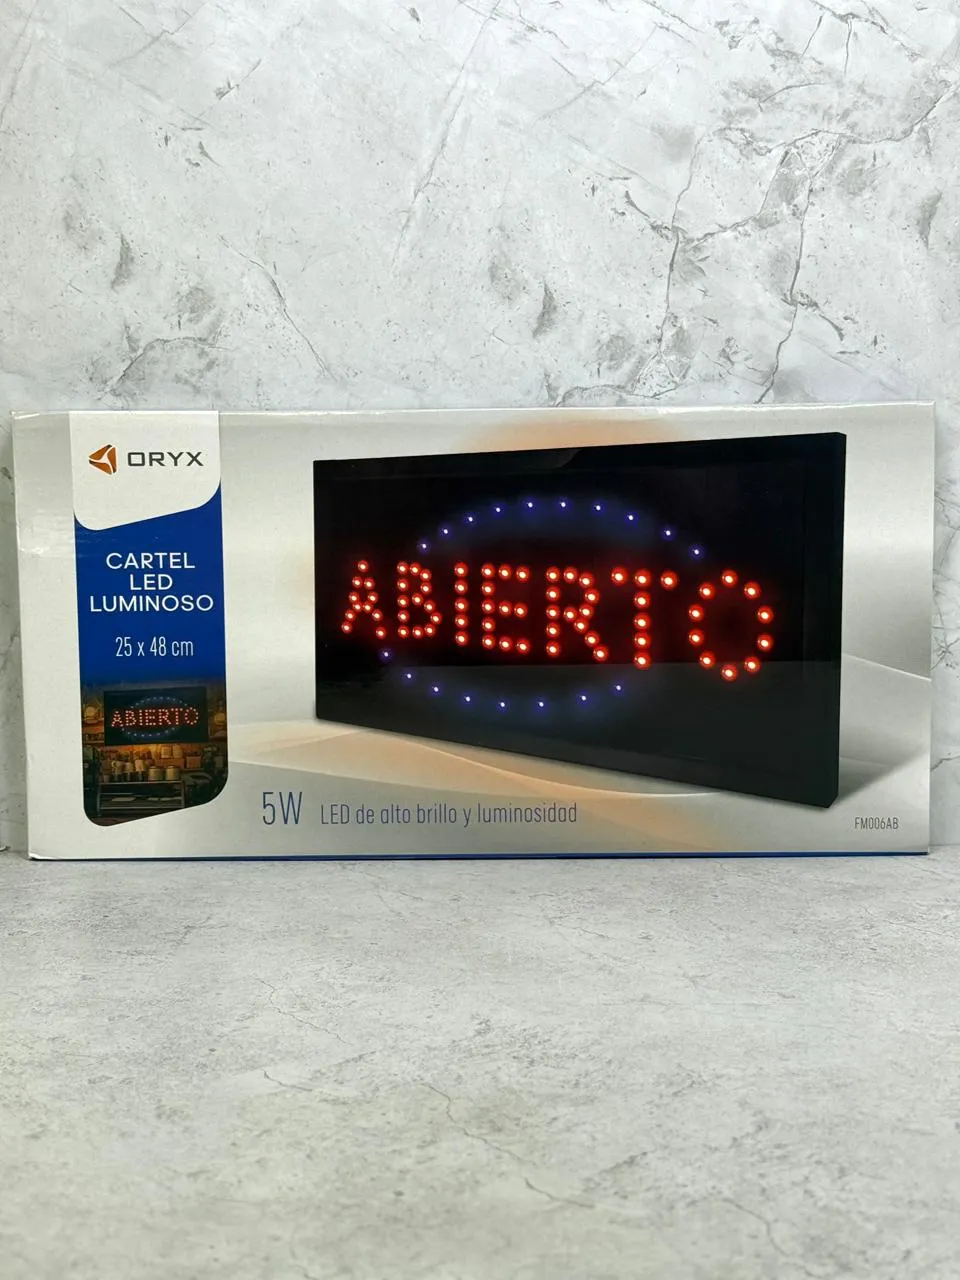 ORYX
CARTEL
LED
LUMINOSO
25 x 48 cm
ABIERTO
ABIERTO
5W LED de alto brillo y luminosidad
FM006AB